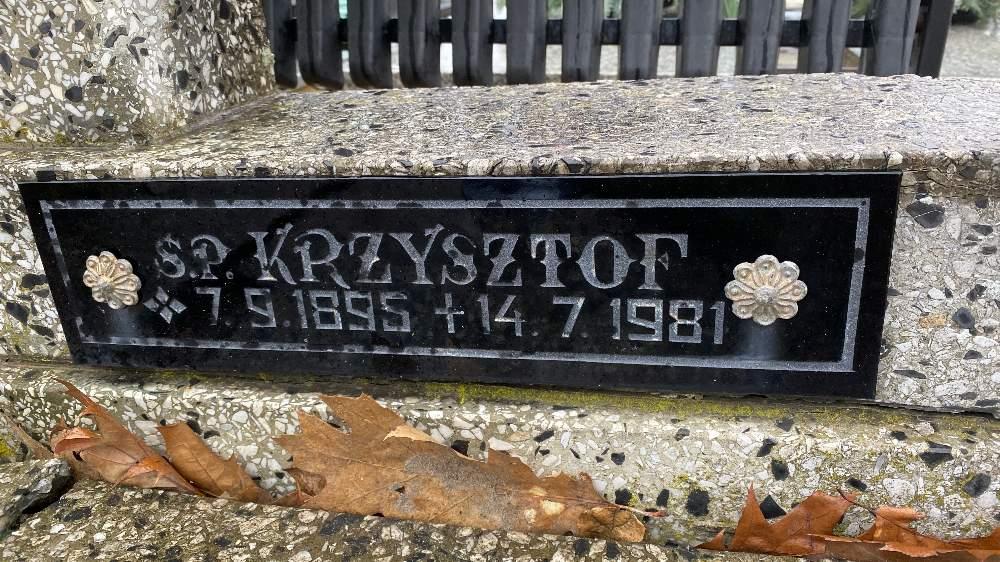 S.P. KRZYSZTOF
7. 9. 1895 + 14. 7. 1981